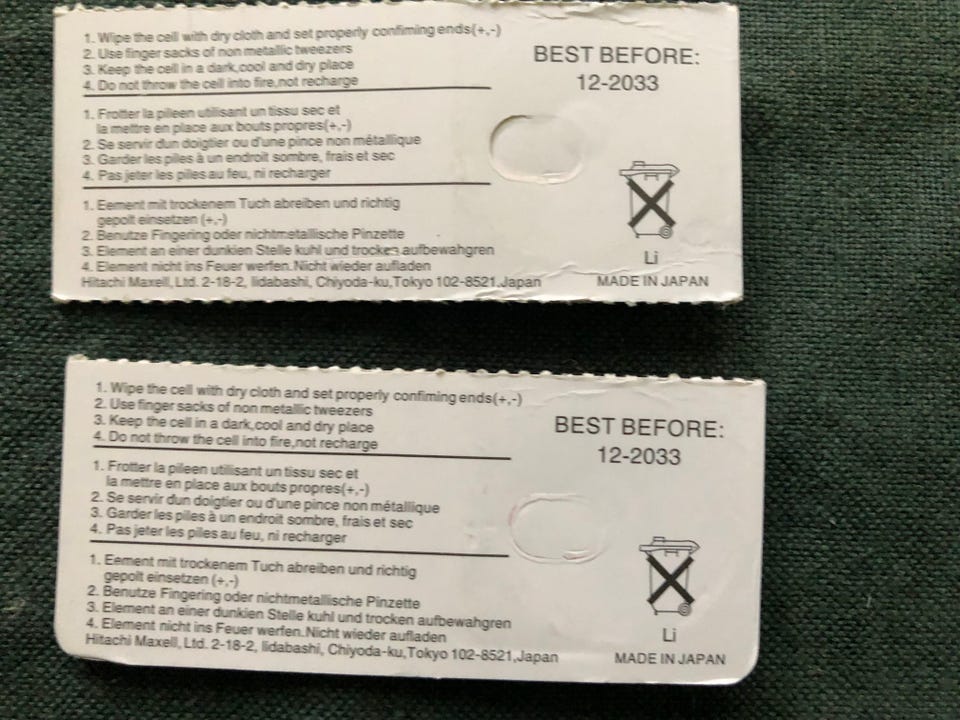 1. Wipe the cell with dry cloth and set properly confiming ends(+,-)
2. Use finger sacks of non metallic tweezers
3. Keep the cell in a dark,cool and dry place
4. Do not throw the cell into fire,not recharge
1. Frotter la pileen utilisant un tissu sec et
la mettre en place aux bouts propres(+,-)
2. Se servir dun doigtier ou d'une pince non métallique
3. Garder les piles à un endroit sombre, frais et sec
4. Pas jeter les piles au feu, ni recharger
1. Eement mit trockenem Tuch abreiben und richtig
gepolt einsetzen (+,-)
2. Benutze Fingering oder nichtmetallische Pinzette
3. Element an einer dunkien Stelle kuhl und trocken aufbewahgren
4. Element nicht ins Feuer werfen.Nicht wieder aufladen
Hitachi Maxell, Ltd. 2-18-2, Iidabashi, Chiyoda-ku,Tokyo 102-8521,Japan
BEST BEFORE:
12-2033
Li
MADE IN JAPAN
1. Wipe the cell with dry cloth and set properly confiming ends(+,-)
2. Use finger sacks of non metallic tweezers
3. Keep the cell in a dark,cool and dry place
4. Do not throw the cell into fire,not recharge
1. Frotter la pileen utilisant un tissu sec et
la mettre en place aux bouts propres(+,-)
2. Se servir dun doigtier ou d'une pince non métallique
3. Garder les piles à un endroit sombre, frais et sec
4. Pas jeter les piles au feu, ni recharger
1. Eement mit trockenem Tuch abreiben und richtig
gepolt einsetzen (+,-)
2. Benutze Fingering oder nichtmetallische Pinzette
3. Element an einer dunkien Stelle kuhl und trocken aufbewahgren
4. Element nicht ins Feuer werfen.Nicht wieder aufladen
Hitachi Maxell, Ltd. 2-18-2, Iidabashi, Chiyoda-ku,Tokyo 102-8521,Japan
BEST BEFORE:
12-2033
Li
MADE IN JAPAN